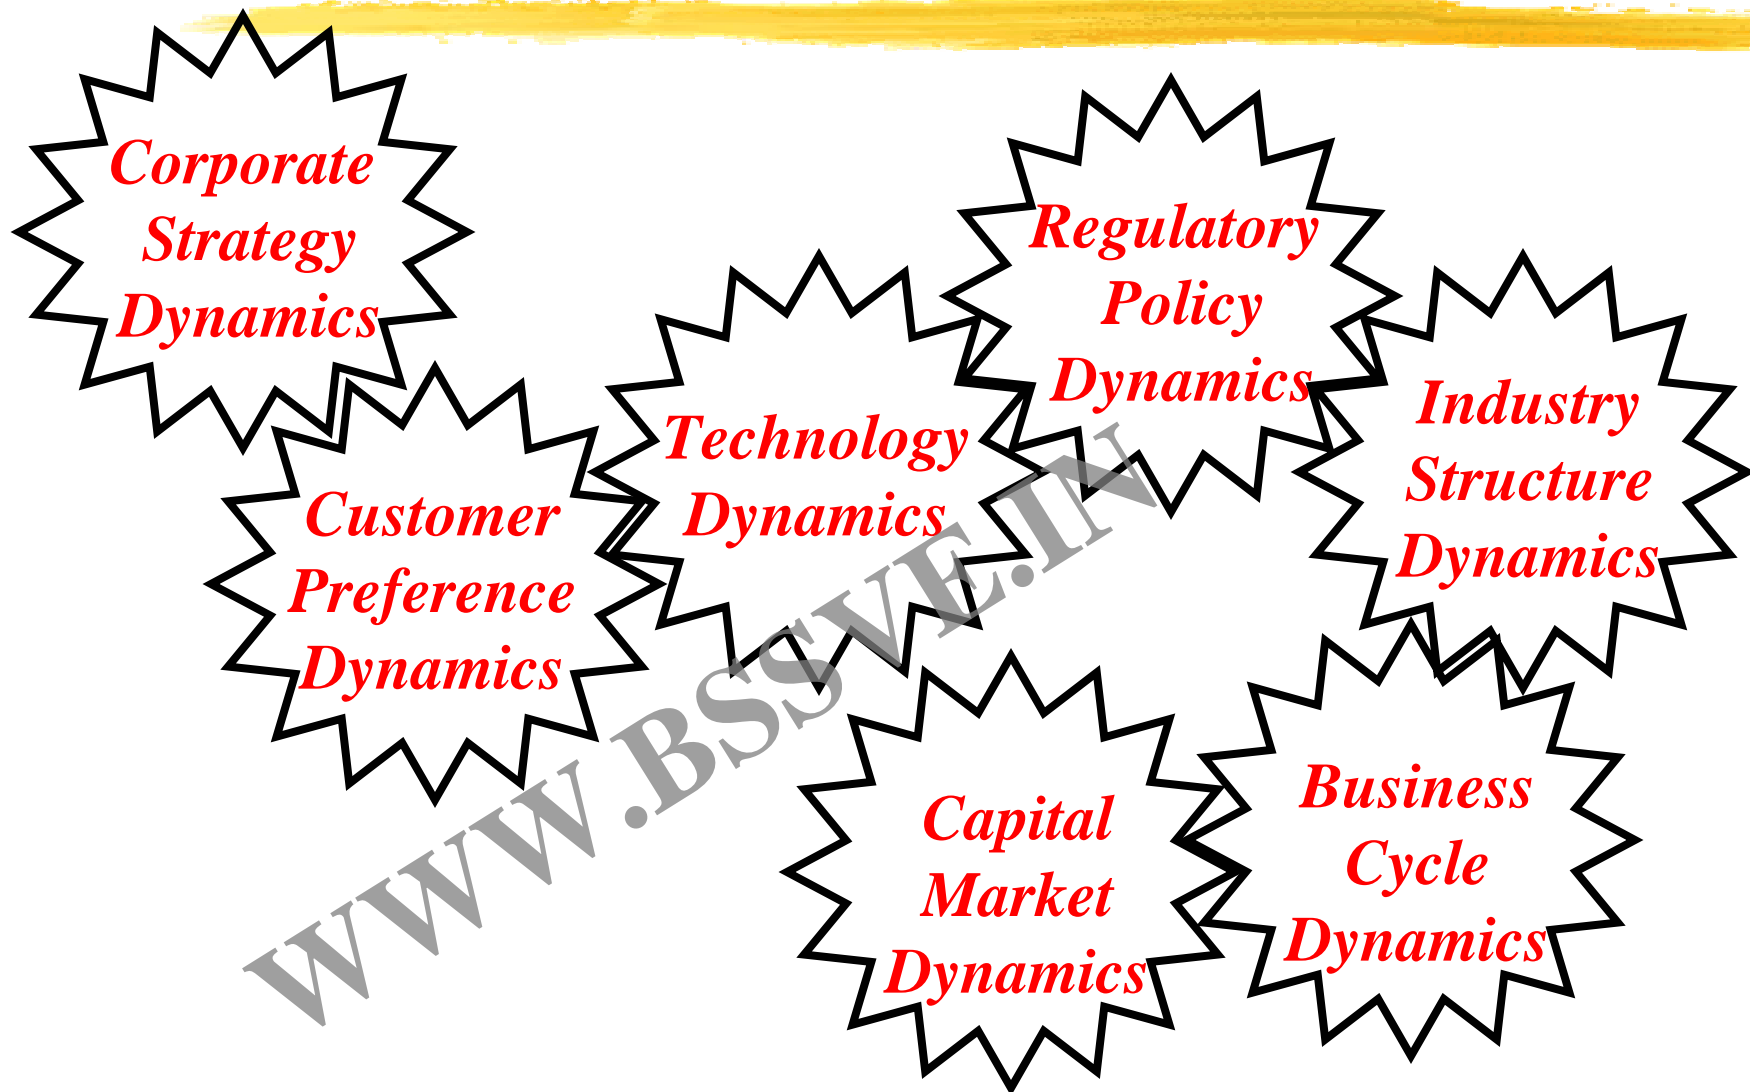 Corporate
Strategy
Dynamics
Customer
Preference
Dynamics
Technology
Dynamics
Regulatory
Policy
Dynamics
Industry
Structure
Dynamics
Capital
Market
Dynamics
Business
Cycle
Dynamics
WWW.BSSVE.IN